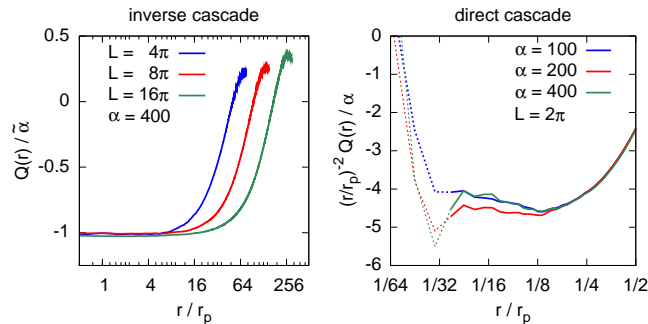 inverse cascade
Q(r) / α̃
L = 4π
L = 8π
L = 16π
α = 400
0
-0.5
-1
1
4
16
64
256
r / r_p
direct cascade
(r/r_p)^-2 Q(r) / α
α = 100
α = 200
α = 400
L = 2π
0
-1
-2
-3
-4
-5
-6
1/64
1/32
1/16
1/8
1/4
1/2
r / r_p